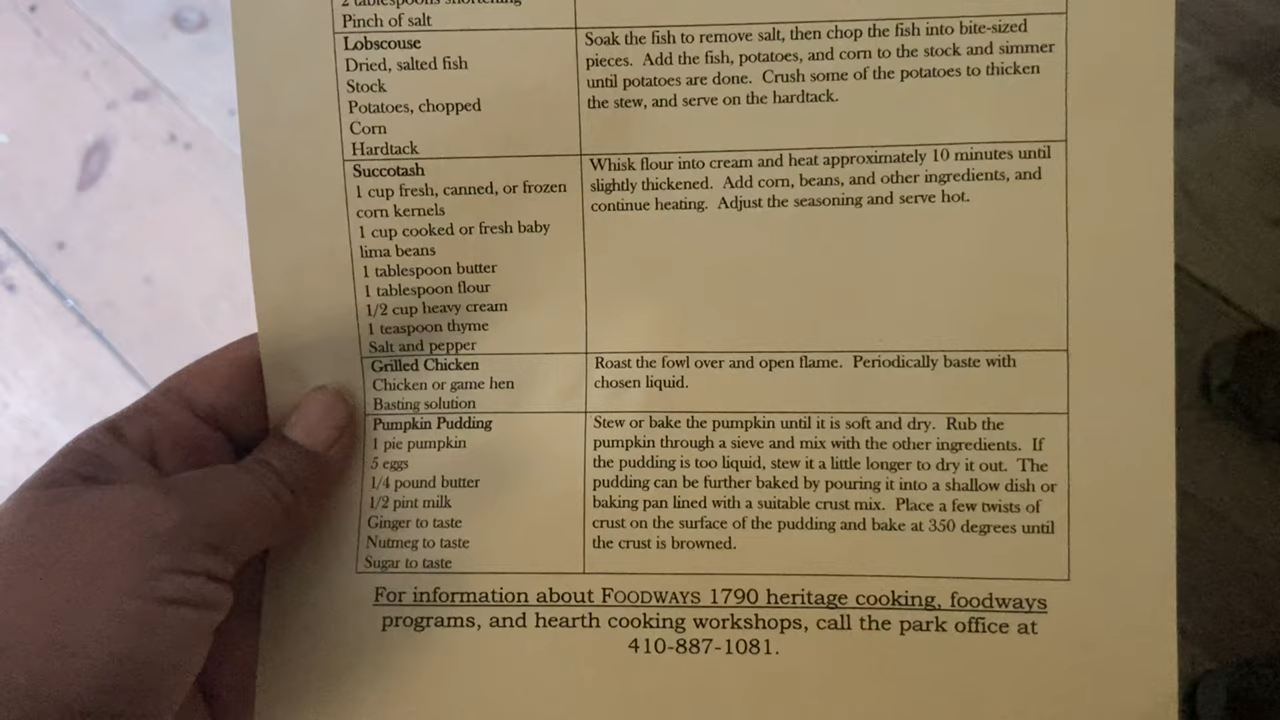 2 tablespoons shortening
Pinch of salt
Lobscouse
Dried, salted fish
Stock
Potatoes, chopped
Corn
Hardtack
Soak the fish to remove salt, then chop the fish into bite-sized
pieces. Add the fish, potatoes, and corn to the stock and simmer
until potatoes are done. Crush some of the potatoes to thicken
the stew, and serve on the hardtack.
Succotash
1 cup fresh, canned, or frozen
corn kernels
1 cup cooked or fresh baby
lima beans
1 tablespoon butter
1 tablespoon flour
1/2 cup heavy cream
1 teaspoon thyme
Salt and pepper
Whisk flour into cream and heat approximately 10 minutes until
slightly thickened. Add corn, beans, and other ingredients, and
continue heating. Adjust the seasoning and serve hot.
Grilled Chicken
Chicken or game hen
Basting solution
Roast the fowl over and open flame. Periodically baste with
chosen liquid.
Pumpkin Pudding
1 pie pumpkin
5 eggs
1/4 pound butter
1/2 pint milk
Ginger to taste
Nutmeg to taste
Sugar to taste
Stew or bake the pumpkin until it is soft and dry. Rub the
pumpkin through a sieve and mix with the other ingredients. If
the pudding is too liquid, stew it a little longer to dry it out. The
pudding can be further baked by pouring it into a shallow dish or
baking pan lined with a suitable crust mix. Place a few twists of
crust on the surface of the pudding and bake at 350 degrees until
the crust is browned.
For information about FOODWAYS 1790 heritage cooking, foodways
programs, and hearth cooking workshops, call the park office at
410-887-1081.